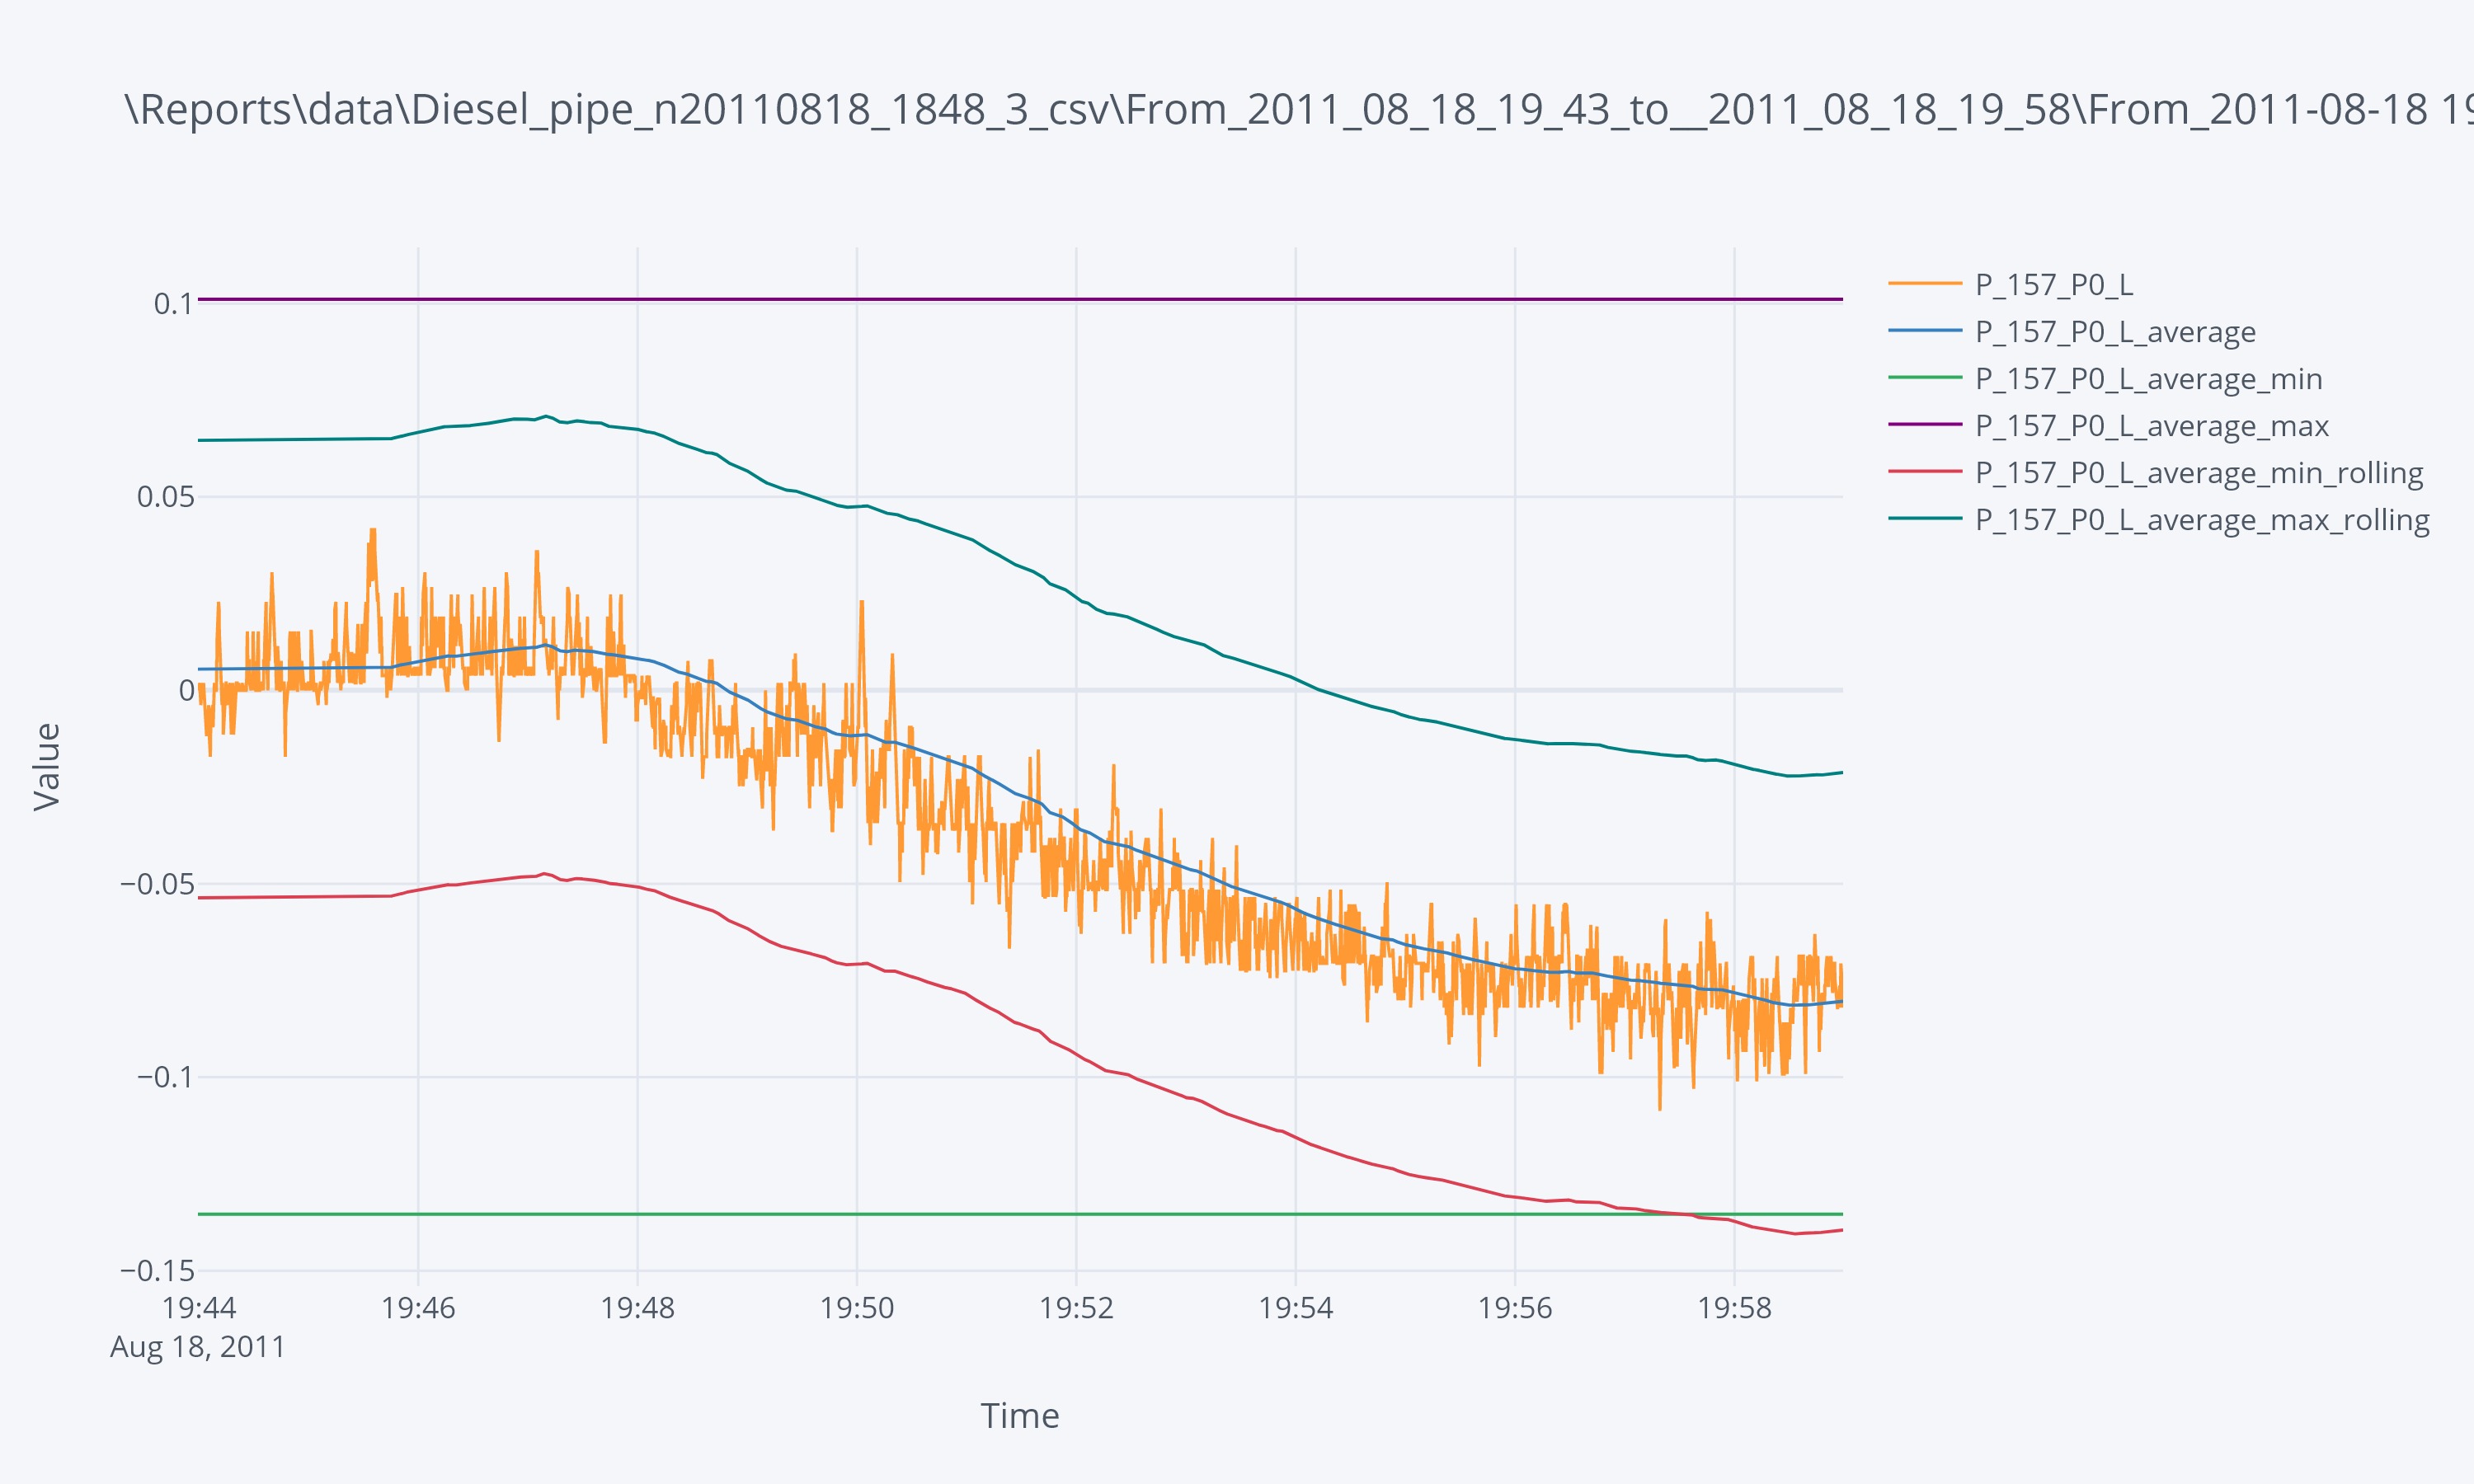 \Reports\data\Diesel_pipe_n20110818_1848_3_csv\From_2011_08_18_19_43_to__2011_08_18_19_58\From_2011-08-18 19
P_157_P0_L
P_157_P0_L_average
P_157_P0_L_average_min
P_157_P0_L_average_max
P_157_P0_L_average_min_rolling
P_157_P0_L_average_max_rolling
Value
0.1
0.05
0
−0.05
−0.1
−0.15
19:44 19:46 19:48 19:50 19:52 19:54 19:56 19:58
Aug 18, 2011
Time